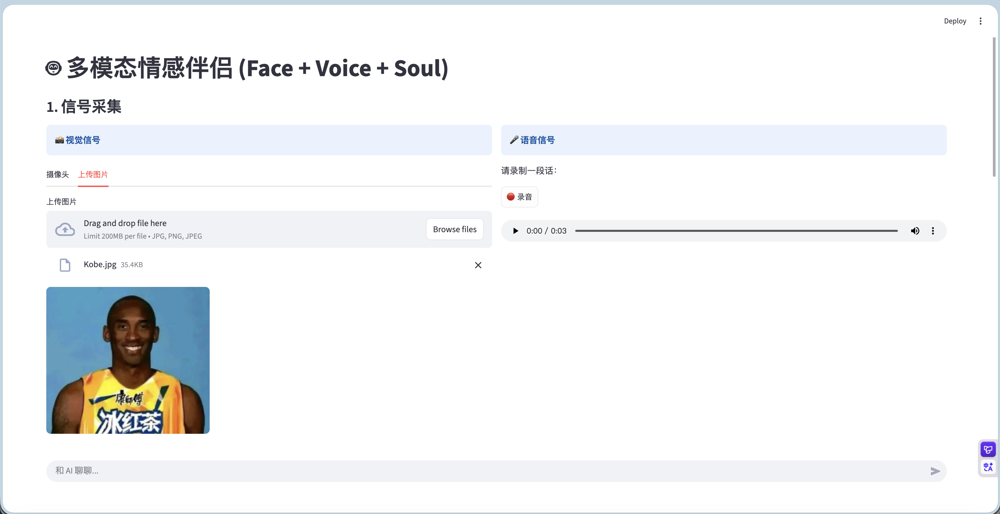 Deploy
多模态情感伴侣 (Face + Voice + Soul)
1. 信号采集
视觉信号
摄像头
上传图片
上传图片
Drag and drop file here
Limit 200MB per file • JPG, PNG, JPEG
Browse files
Kobe.jpg 35.4KB
康師傅
冰红茶
语音信号
请录制一段话：
录音
0:00 / 0:03
和 AI 聊聊...
中A